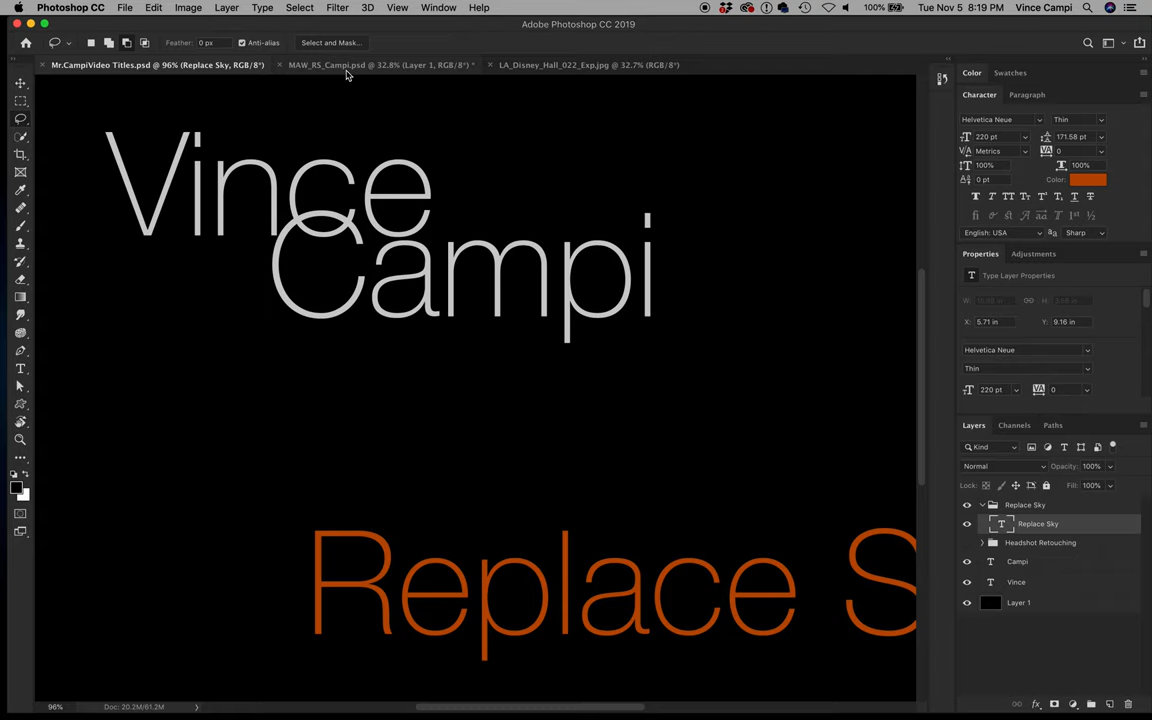 Photoshop CC File Edit Image Layer Type Select Filter 3D View Window Help 100% Tue Nov 5 8:19 PM Vince Campi
Adobe Photoshop CC 2019
Feather: 0 px Anti-alias Select and Mask...
Mr.CampiVideo Titles.psd @ 96% (Replace Sky, RGB/8*) MAW_RS_Campi.psd @ 32.8% (Layer 1, RGB/8*) * LA_Disney_Hall_022_Exp.jpg @ 32.7% (RGB/8*)
Color Swatches
Character Paragraph
Helvetica Neue Thin
220 pt 171.58 pt
Metrics 0
100% 100%
0 pt Color:
English: USA Sharp
Properties Adjustments
Type Layer Properties
W: H:
X: 5.71 in Y: 9.16 in
Helvetica Neue
Thin
220 pt 0
Layers Channels Paths
Kind
Normal Opacity: 100%
Lock: Fill: 100%
Replace Sky
Replace Sky
Headshot Retouching
Campi
Vince
Layer 1
Vince
Campi
Replace S
96% Doc: 20.2M/61.2M